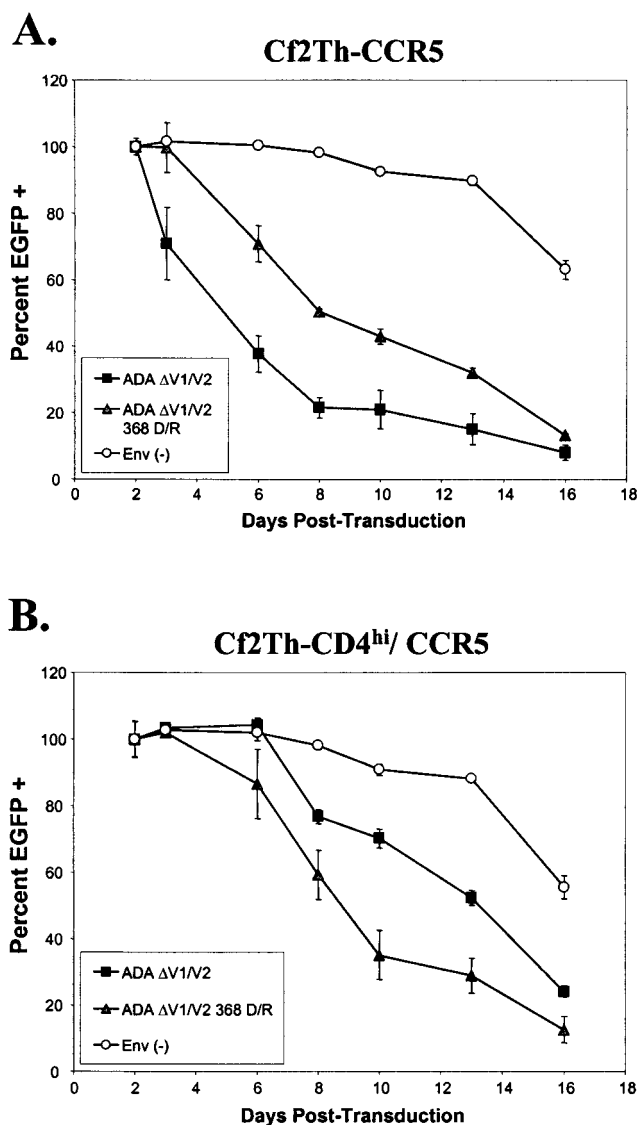 A.
Cf2Th-CCR5
120
100
80
60
40
20
0
Percent EGFP +
ADA ΔV1/V2
ADA ΔV1/V2
368 D/R
Env (-)
0 2 4 6 8 10 12 14 16 18
Days Post-Transduction
B.
Cf2Th-CD4hi/ CCR5
120
100
80
60
40
20
0
Percent EGFP +
ADA ΔV1/V2
ADA ΔV1/V2 368 D/R
Env (-)
0 2 4 6 8 10 12 14 16 18
Days Post-Transduction